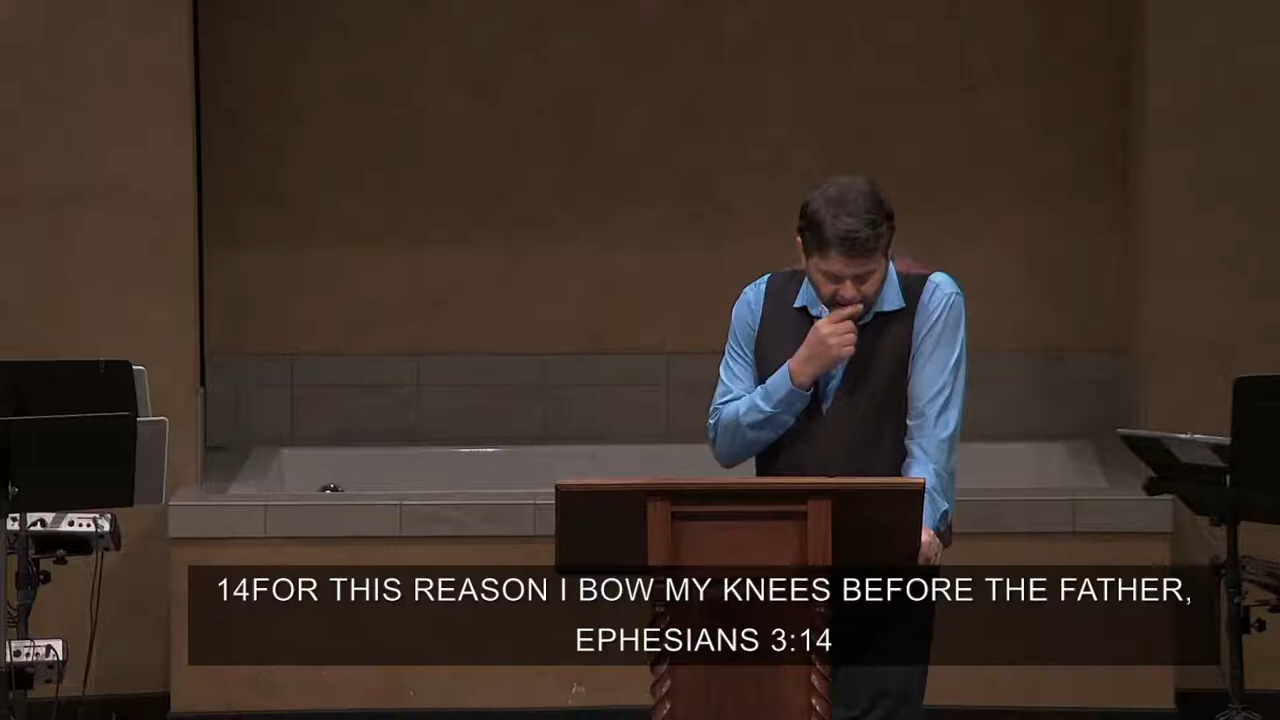 14FOR THIS REASON I BOW MY KNEES BEFORE THE FATHER,
EPHESIANS 3:14